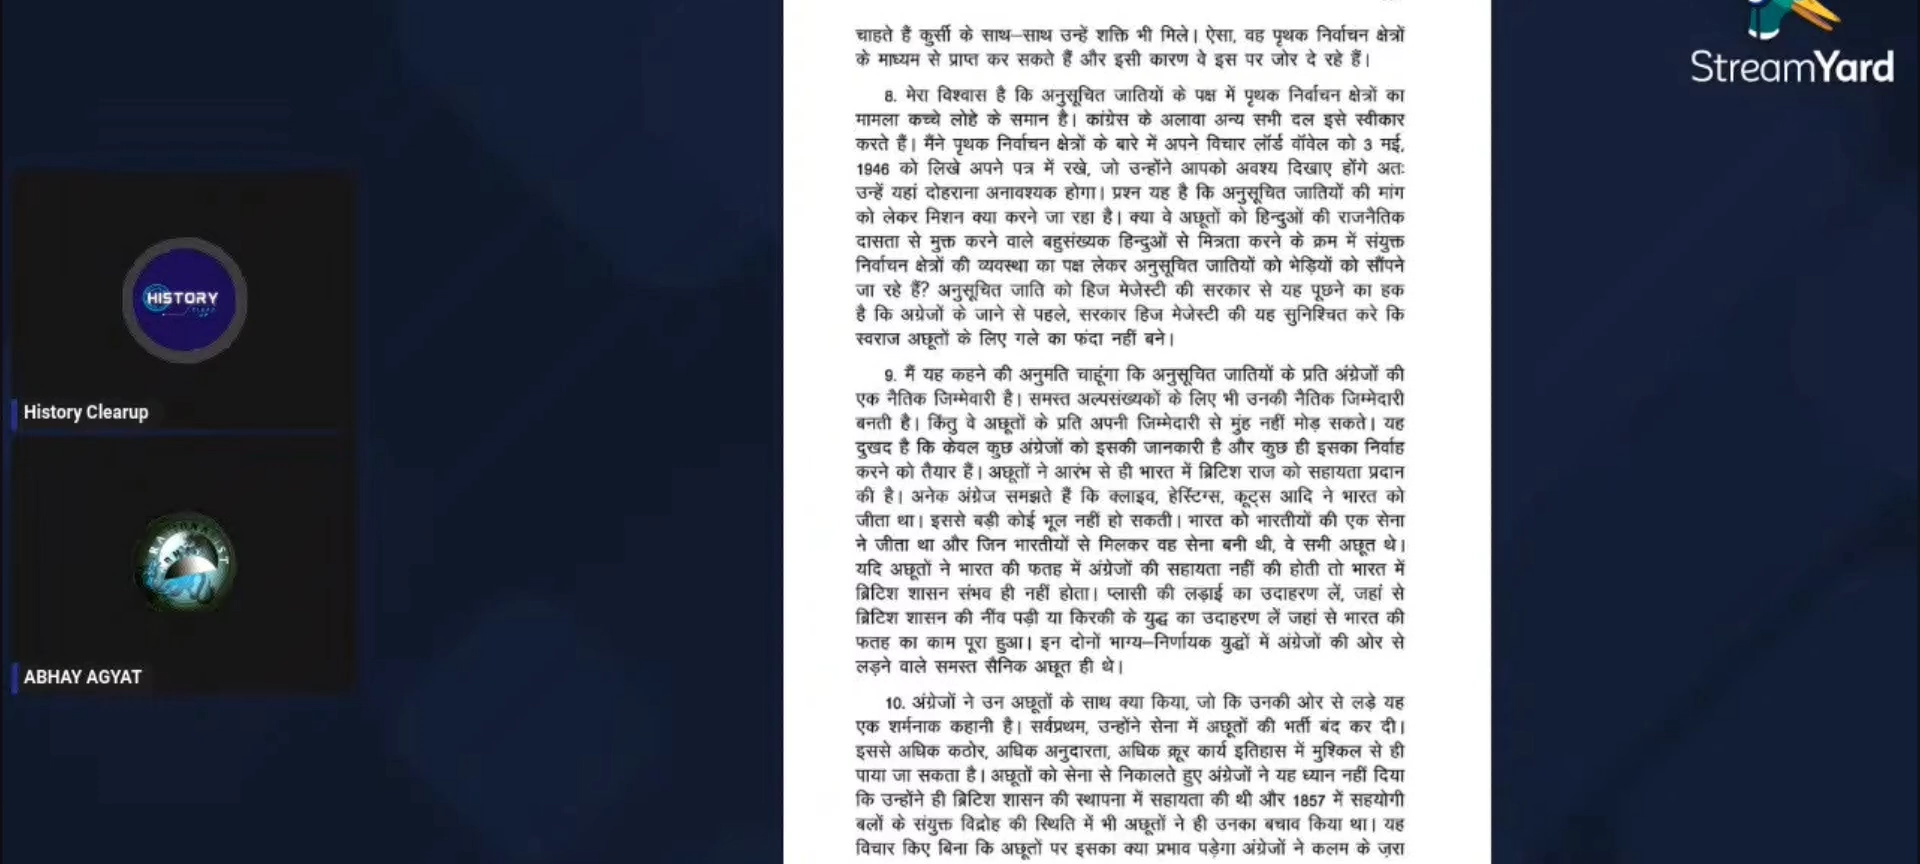 चाहते हैं कुर्सी के साथ–साथ उन्हें शक्ति भी मिले। ऐसा, वह पृथक निर्वाचन क्षेत्रों
के माध्यम से प्राप्त कर सकते हैं और इसी कारण वे इस पर जोर दे रहे हैं।
8. मेरा विश्वास है कि अनुसूचित जातियों के पक्ष में पृथक निर्वाचन क्षेत्रों का
मामला कच्चे लोहे के समान है। कांग्रेस के अलावा अन्य सभी दल इसे स्वीकार
करते हैं। मैंने पृथक निर्वाचन क्षेत्रों के बारे में अपने विचार लॉर्ड वॉवेल को 3 मई,
1946 को लिखे अपने पत्र में रखे, जो उन्होंने आपको अवश्य दिखाए होंगे अतः
उन्हें यहां दोहराना अनावश्यक होगा। प्रश्न यह है कि अनुसूचित जातियों की मांग
को लेकर मिशन क्या करने जा रहा है। क्या वे अछूतों को हिन्दुओं की राजनैतिक
दासता से मुक्त करने वाले बहुसंख्यक हिन्दुओं से मित्रता करने के क्रम में संयुक्त
निर्वाचन क्षेत्रों की व्यवस्था का पक्ष लेकर अनुसूचित जातियों को भेड़ियों को सौंपने
जा रहे हैं? अनुसूचित जाति को हिज मेजेस्टी की सरकार से यह पूछने का हक
है कि अग्रेजों के जाने से पहले, सरकार हिज मेजेस्टी की यह सुनिश्चित करे कि
स्वराज अछूतों के लिए गले का फंदा नहीं बने।
9. मैं यह कहने की अनुमति चाहूंगा कि अनुसूचित जातियों के प्रति अंग्रेजों की
एक नैतिक जिम्मेवारी है। समस्त अल्पसंख्यकों के लिए भी उनकी नैतिक जिम्मेदारी
बनती है। किंतु वे अछूतों के प्रति अपनी जिम्मेदारी से मुंह नहीं मोड़ सकते। यह
दुखद है कि केवल कुछ अंग्रेजों को इसकी जानकारी है और कुछ ही इसका निर्वाह
करने को तैयार हैं। अछूतों ने आरंभ से ही भारत में ब्रिटिश राज को सहायता प्रदान
की है। अनेक अंग्रेज समझते हैं कि क्लाइव, हेस्टिंग्स, कूट्स आदि ने भारत को
जीता था। इससे बड़ी कोई भूल नहीं हो सकती। भारत को भारतीयों की एक सेना
ने जीता था और जिन भारतीयों से मिलकर वह सेना बनी थी, वे सभी अछूत थे।
यदि अछूतों ने भारत की फतह में अंग्रेजों की सहायता नहीं की होती तो भारत में
ब्रिटिश शासन संभव ही नहीं होता। प्लासी की लड़ाई का उदाहरण लें, जहां से
ब्रिटिश शासन की नींव पड़ी या किरकी के युद्ध का उदाहरण लें जहां से भारत की
फतह का काम पूरा हुआ। इन दोनों भाग्य–निर्णायक युद्धों में अंग्रेजों की ओर से
लड़ने वाले समस्त सैनिक अछूत ही थे।
10. अंग्रेजों ने उन अछूतों के साथ क्या किया, जो कि उनकी ओर से लड़े यह
एक शर्मनाक कहानी है। सर्वप्रथम, उन्होंने सेना में अछूतों की भर्ती बंद कर दी।
इससे अधिक कठोर, अधिक अनुदारता, अधिक क्रूर कार्य इतिहास में मुश्किल से ही
पाया जा सकता है। अछूतों को सेना से निकालते हुए अंग्रेजों ने यह ध्यान नहीं दिया
कि उन्होंने ही ब्रिटिश शासन की स्थापना में सहायता की थी और 1857 में सहयोगी
बलों के संयुक्त विद्रोह की स्थिति में भी अछूतों ने ही उनका बचाव किया था। यह
विचार किए बिना कि अछूतों पर इसका क्या प्रभाव पड़ेगा अंग्रेजों ने कलम के ज़रा
StreamYard
HISTORY
History Clearup
ABHAY AGYAT